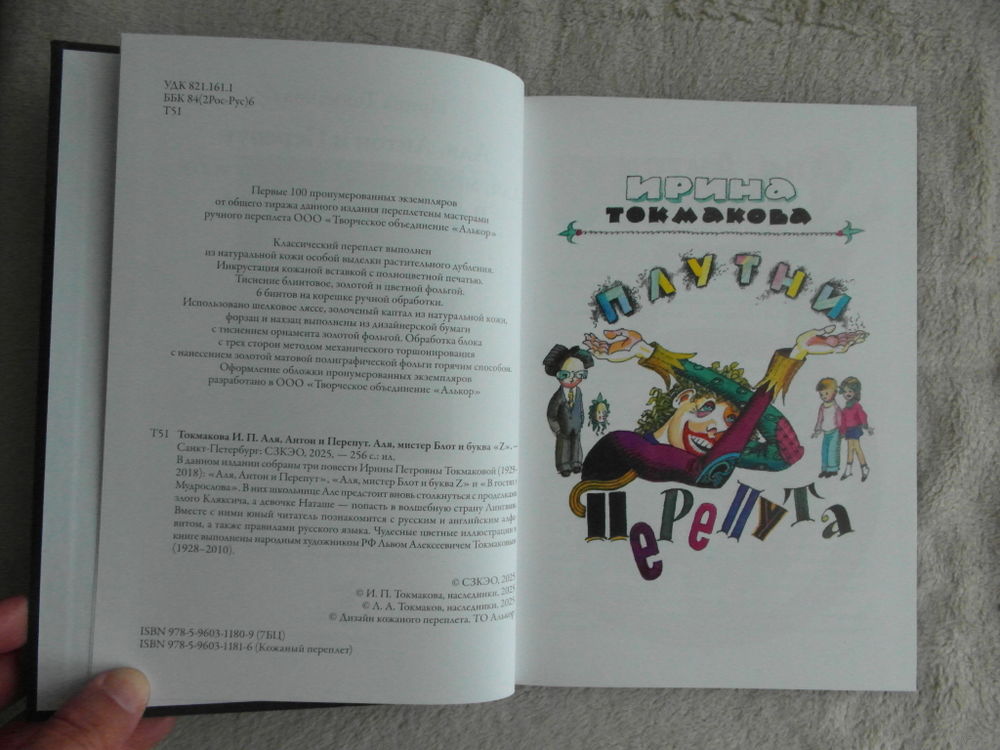 УДК 821.161.1
ББК 84(2Рос-Рус)6
Т51
Первые 100 пронумерованных экземпляров
от общего тиража данного издания переплетены мастерами
ручного переплета ООО «Творческое объединение «Алькор»
Классический переплет выполнен
из натуральной кожи особой выделки растительного дубления.
Инкрустация кожаной вставкой с полноцветной печатью.
Тиснение блинтовое, золотой и цветной фольгой.
6 бинтов на корешке ручной обработки.
Использовано шелковое ляссе, золоченый каптал из натуральной кожи,
форзац и нахзац выполнены из дизайнерской бумаги
с тиснением орнамента золотой фольгой. Обработка блока
с трех сторон методом механического торшонирования
с нанесением золотой матовой полиграфической фольги горячим способом.
Оформление обложки пронумерованных экземпляров
разработано в ООО «Творческое объединение «Алькор»
Т51 Токмакова И. П. Аля, Антон и Перепут. Аля, мистер Блот и буква «Z». —
Санкт-Петербург: СЗКЭО, 2025, — 256 с.: ил.
В данном издании собраны три повести Ирины Петровны Токмаковой (1929–
2018): «Аля, Антон и Перепут», «Аля, мистер Блот и буква Z» и «В гостях у
Мудрослова». В них школьнице Але предстоит вновь столкнуться с проделками
злого Кляксича, а девочке Наташе — попасть в волшебную страну
Вместе с ними юный читатель познакомится с русским и английским алфа-
витом, а также правилами русского языка. Чудесные цветные иллюстрации в
книге выполнены народным художником РФ Львом Алексеевичем Токмаковым
(1928–2010).
© СЗКЭО, 2025
© И. П. Токмакова, наследники, 2025
© Л. А. Токмаков, наследники, 2025
© Дизайн кожаного переплета. ТО Алькор
ISBN 978-5-9603-1180-9 (7БЦ)
ISBN 978-5-9603-1181-6 (Кожаный переплет)
ИРИНА
ТОКМАКОВА
ПЛУТНИ
ПЕРЕПУТА